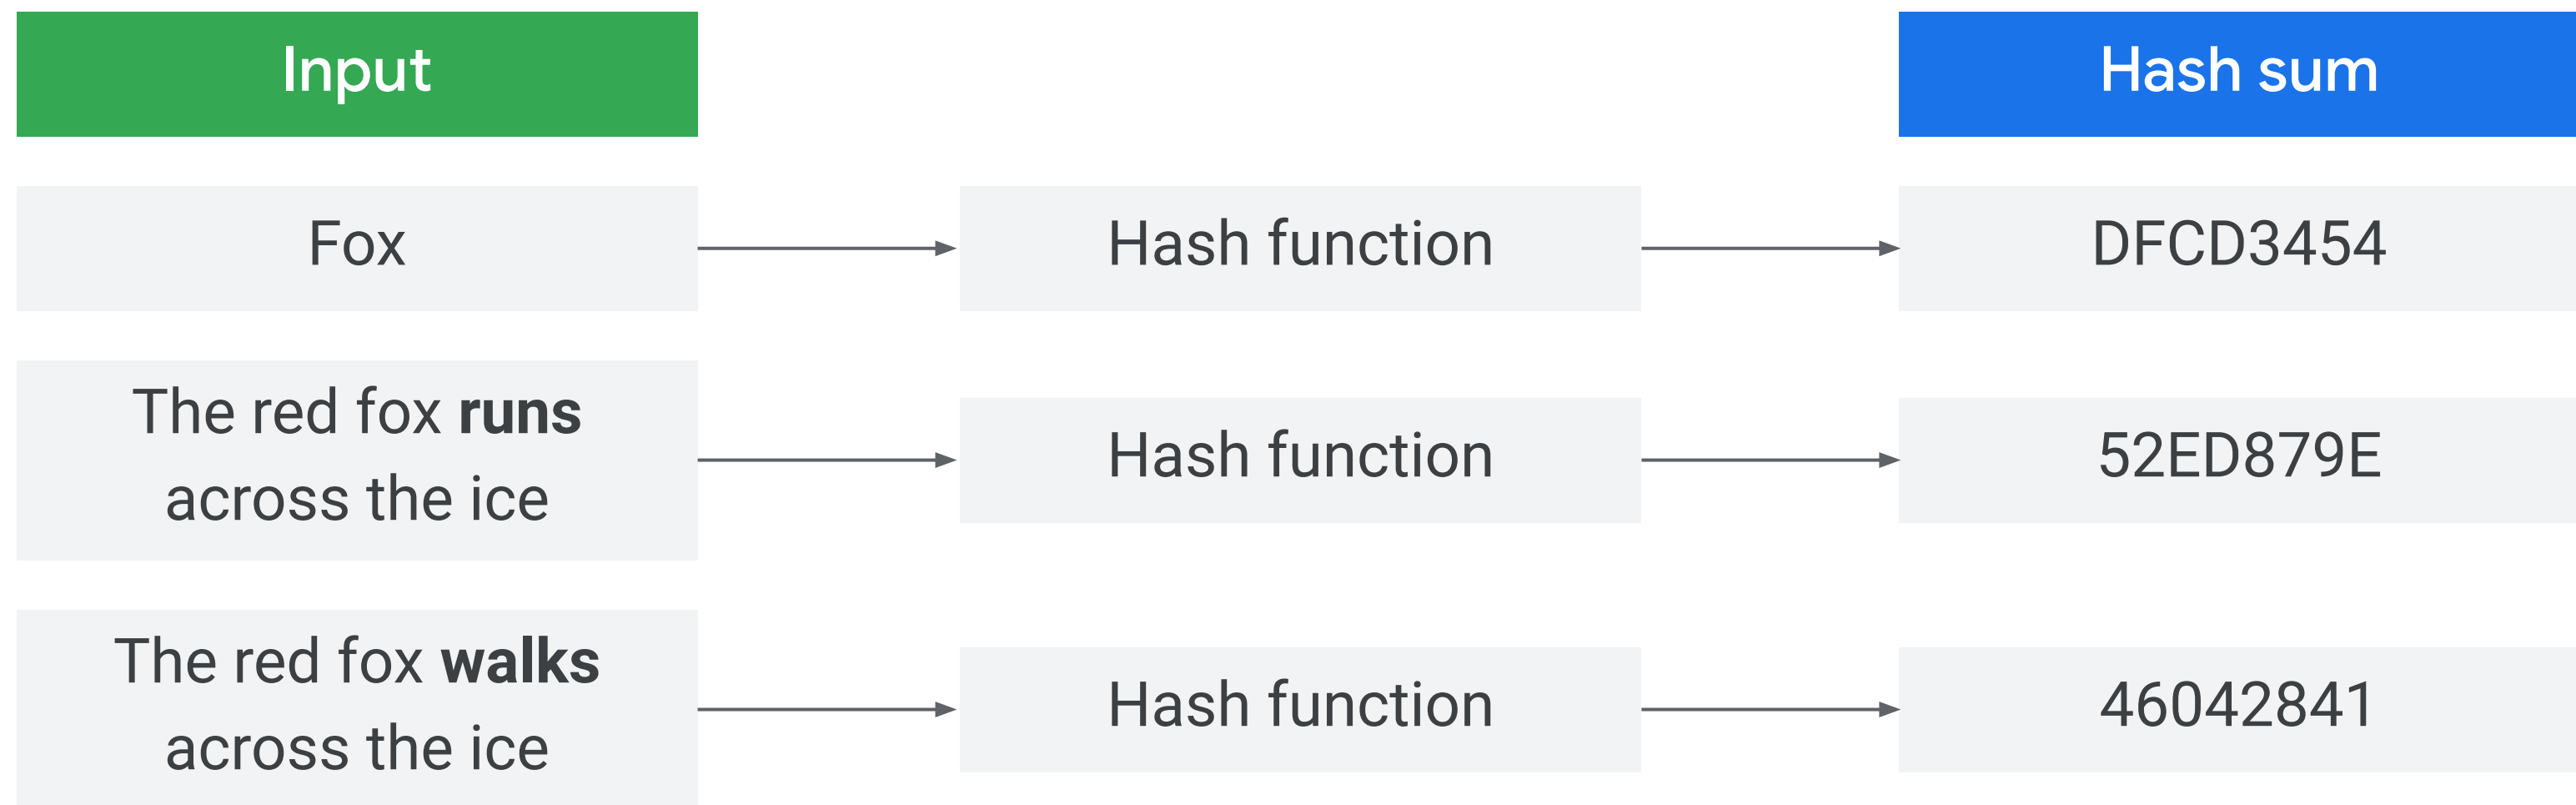 Input
Hash sum
Fox
Hash function
DFCD3454
The red fox runs
across the ice
Hash function
52ED879E
The red fox walks
across the ice
Hash function
46042841